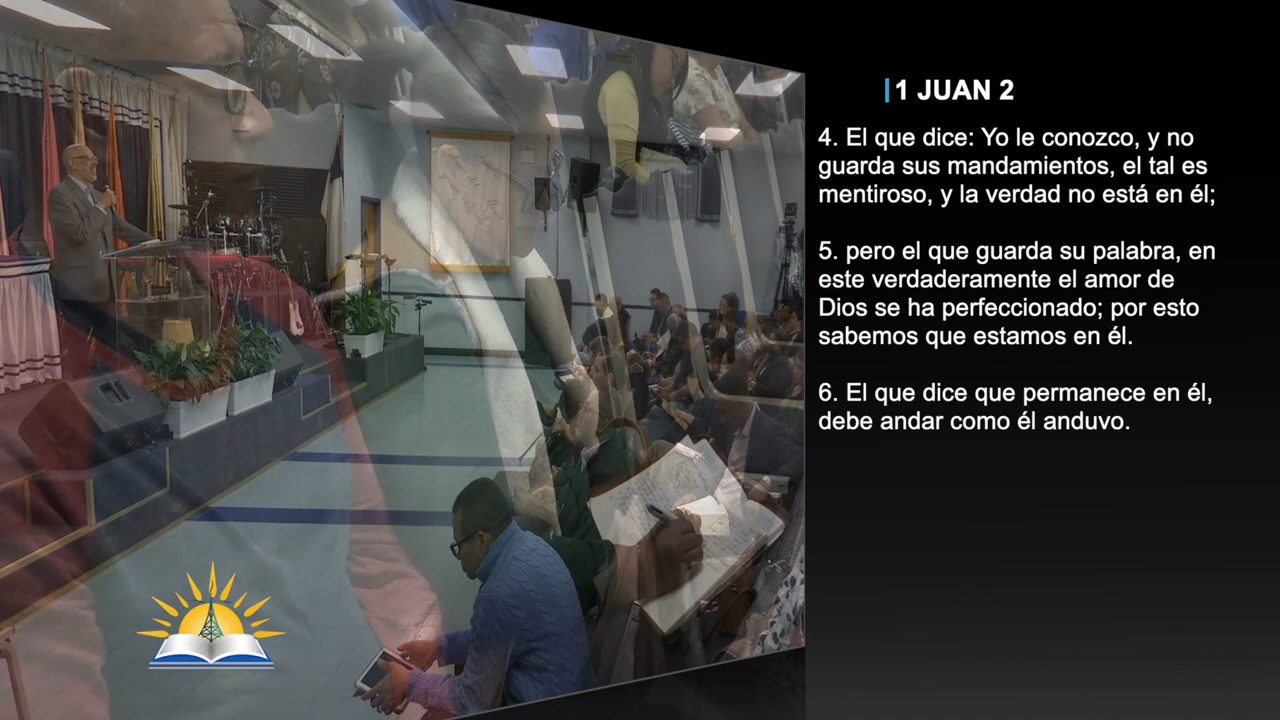 1 JUAN 2
4. El que dice: Yo le conozco, y no
guarda sus mandamientos, el tal es
mentiroso, y la verdad no está en él;
5. pero el que guarda su palabra, en
este verdaderamente el amor de
Dios se ha perfeccionado; por esto
sabemos que estamos en él.
6. El que dice que permanece en él,
debe andar como él anduvo.